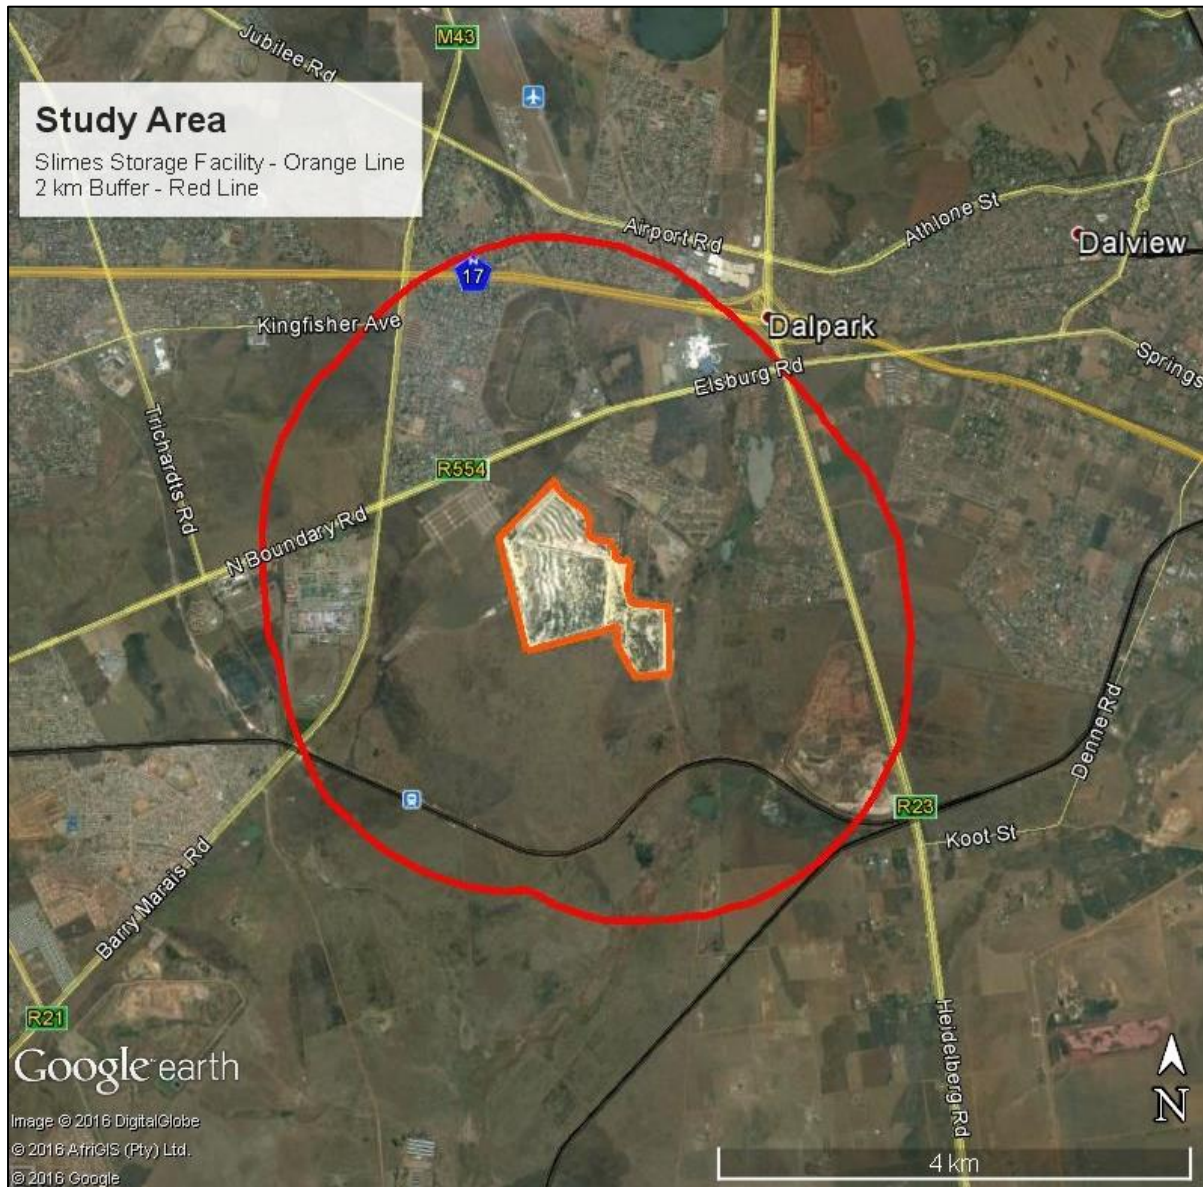 Jubilee Rd
M43
Study Area
Slimes Storage Facility - Orange Line
2 km Buffer - Red Line
Airport Rd
Athlone St
Dalview
N
17
Kingfisher Ave
Dalpark
Elsburg Rd
Springs
Trichardts Rd
R554
N Boundary Rd
Denne Rd
R23
Koot St
Barry Marais Rd
R21
Heidelberg Rd
Google earth
N
Image © 2016 DigitalGlobe
© 2016 AfriGIS (Pty) Ltd.
© 2016 Google
4 km